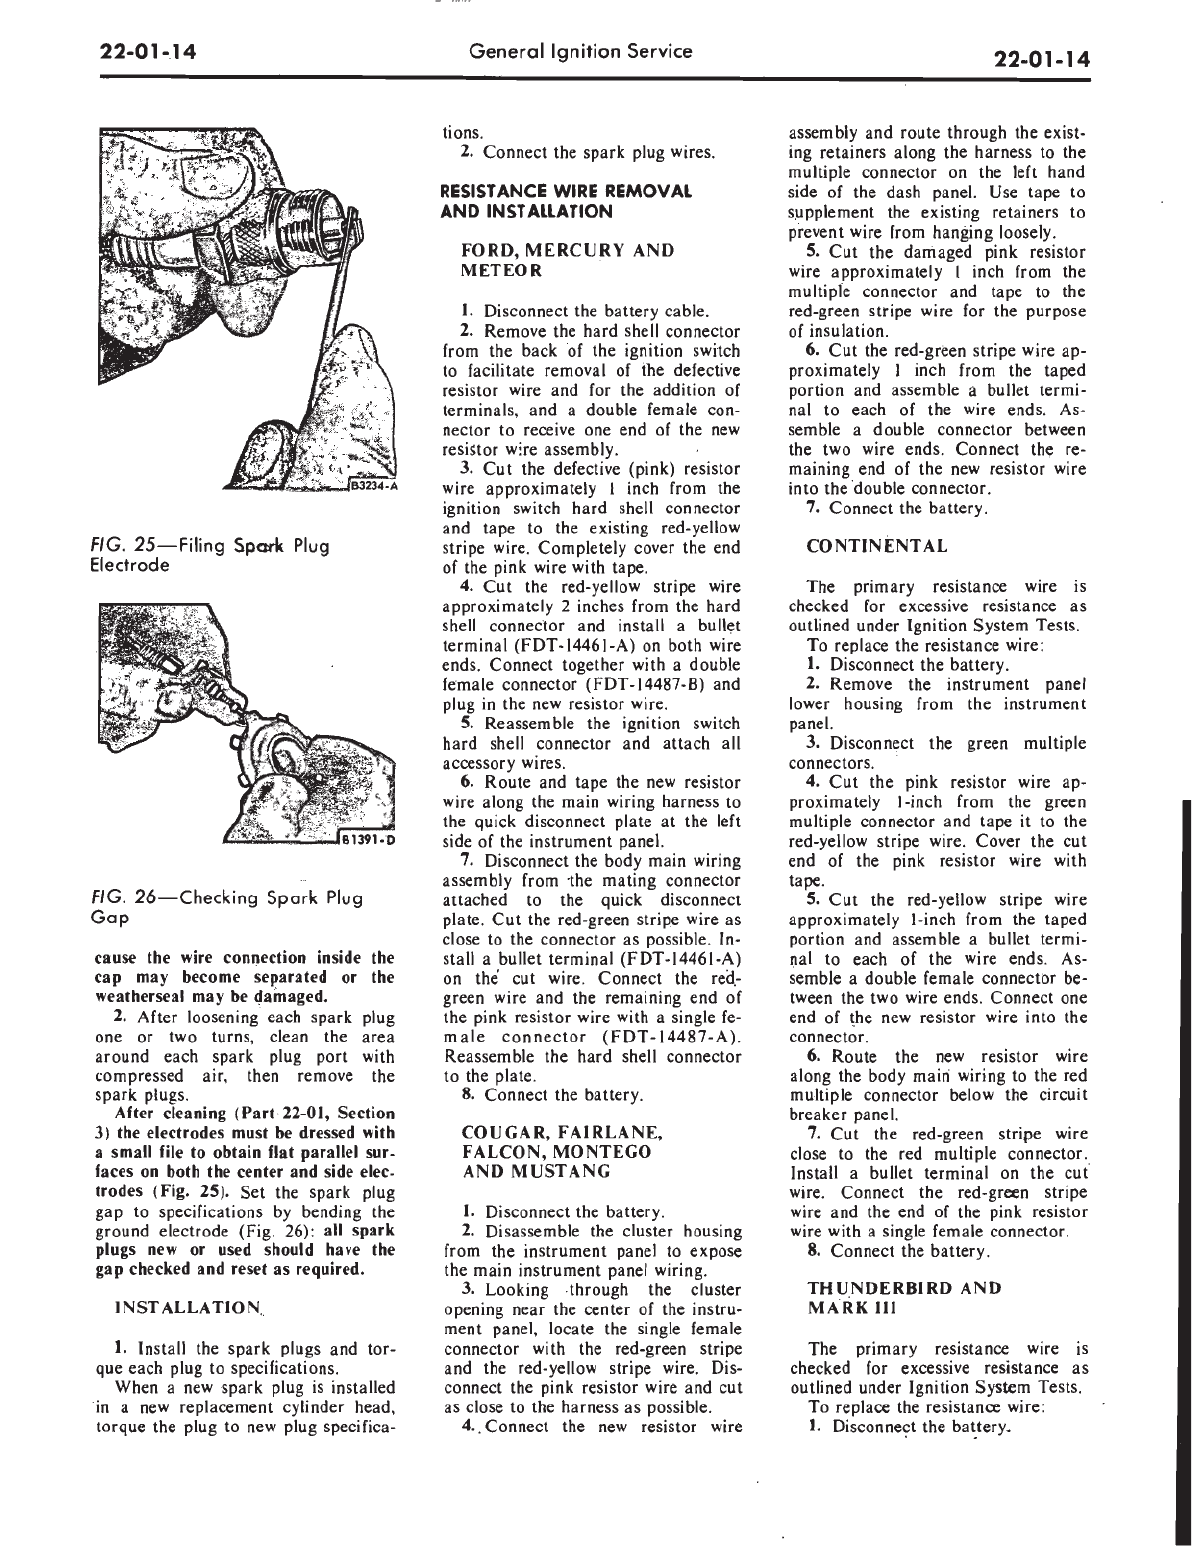 22-01-14
General Ignition Service
22-01-14
B3234-A
FIG. 25—Filing Spark Plug
Electrode
B1391-D
FIG. 26—Checking Spark Plug
Gap
cause the wire connection inside the
cap may become separated or the
weatherseal may be damaged.
2. After loosening each spark plug
one or two turns, clean the area
around each spark plug port with
compressed air, then remove the
spark plugs.
After cleaning (Part 22-01, Section
3) the electrodes must be dressed with
a small file to obtain flat parallel sur-
faces on both the center and side elec-
trodes (Fig. 25). Set the spark plug
gap to specifications by bending the
ground electrode (Fig. 26): all spark
plugs new or used should have the
gap checked and reset as required.
INSTALLATION
1. Install the spark plugs and tor-
que each plug to specifications.
When a new spark plug is installed
in a new replacement cylinder head,
torque the plug to new plug specifica-
tions.
2. Connect the spark plug wires.
RESISTANCE WIRE REMOVAL
AND INSTALLATION
FORD, MERCURY AND
METEOR
1. Disconnect the battery cable.
2. Remove the hard shell connector
from the back of the ignition switch
to facilitate removal of the defective
resistor wire and for the addition of
terminals, and a double female con-
nector to receive one end of the new
resistor wire assembly.
3. Cut the defective (pink) resistor
wire approximately 1 inch from the
ignition switch hard shell connector
and tape to the existing red-yellow
stripe wire. Completely cover the end
of the pink wire with tape.
4. Cut the red-yellow stripe wire
approximately 2 inches from the hard
shell connector and install a bullet
terminal (FDT-14461-A) on both wire
ends. Connect together with a double
female connector (FDT-14487-B) and
plug in the new resistor wire.
5. Reassemble the ignition switch
hard shell connector and attach all
accessory wires.
6. Route and tape the new resistor
wire along the main wiring harness to
the quick disconnect plate at the left
side of the instrument panel.
7. Disconnect the body main wiring
assembly from the mating connector
attached to the quick disconnect
plate. Cut the red-green stripe wire as
close to the connector as possible. In-
stall a bullet terminal (FDT-14461-A)
on the cut wire. Connect the red-
green wire and the remaining end of
the pink resistor wire with a single fe-
male connector (FDT-14487-A).
Reassemble the hard shell connector
to the plate.
8. Connect the battery.
COUGAR, FAIRLANE,
FALCON, MONTEGO
AND MUSTANG
1. Disconnect the battery.
2. Disassemble the cluster housing
from the instrument panel to expose
the main instrument panel wiring.
3. Looking through the cluster
opening near the center of the instru-
ment panel, locate the single female
connector with the red-green stripe
and the red-yellow stripe wire. Dis-
connect the pink resistor wire and cut
as close to the harness as possible.
4. Connect the new resistor wire
assembly and route through the exist-
ing retainers along the harness to the
multiple connector on the left hand
side of the dash panel. Use tape to
supplement the existing retainers to
prevent wire from hanging loosely.
5. Cut the damaged pink resistor
wire approximately 1 inch from the
multiple connector and tape to the
red-green stripe wire for the purpose
of insulation.
6. Cut the red-green stripe wire ap-
proximately 1 inch from the taped
portion and assemble a bullet termi-
nal to each of the wire ends. As-
semble a double connector between
the two wire ends. Connect the re-
maining end of the new resistor wire
into the double connector.
7. Connect the battery.
CONTINENTAL
The primary resistance wire is
checked for excessive resistance as
outlined under Ignition System Tests.
To replace the resistance wire:
1. Disconnect the battery.
2. Remove the instrument panel
lower housing from the instrument
panel.
3. Disconnect the green multiple
connectors.
4. Cut the pink resistor wire ap-
proximately 1-inch from the green
multiple connector and tape it to the
red-yellow stripe wire. Cover the cut
end of the pink resistor wire with
tape.
5. Cut the red-yellow stripe wire
approximately 1-inch from the taped
portion and assemble a bullet termi-
nal to each of the wire ends. As-
semble a double female connector be-
tween the two wire ends. Connect one
end of the new resistor wire into the
connector.
6. Route the new resistor wire
along the body main wiring to the red
multiple connector below the circuit
breaker panel.
7. Cut the red-green stripe wire
close to the red multiple connector.
Install a bullet terminal on the cut
wire. Connect the red-green stripe
wire and the end of the pink resistor
wire with a single female connector.
8. Connect the battery.
THUNDERBIRD AND
MARK III
The primary resistance wire is
checked for excessive resistance as
outlined under Ignition System Tests.
To replace the resistance wire:
1. Disconnect the battery.